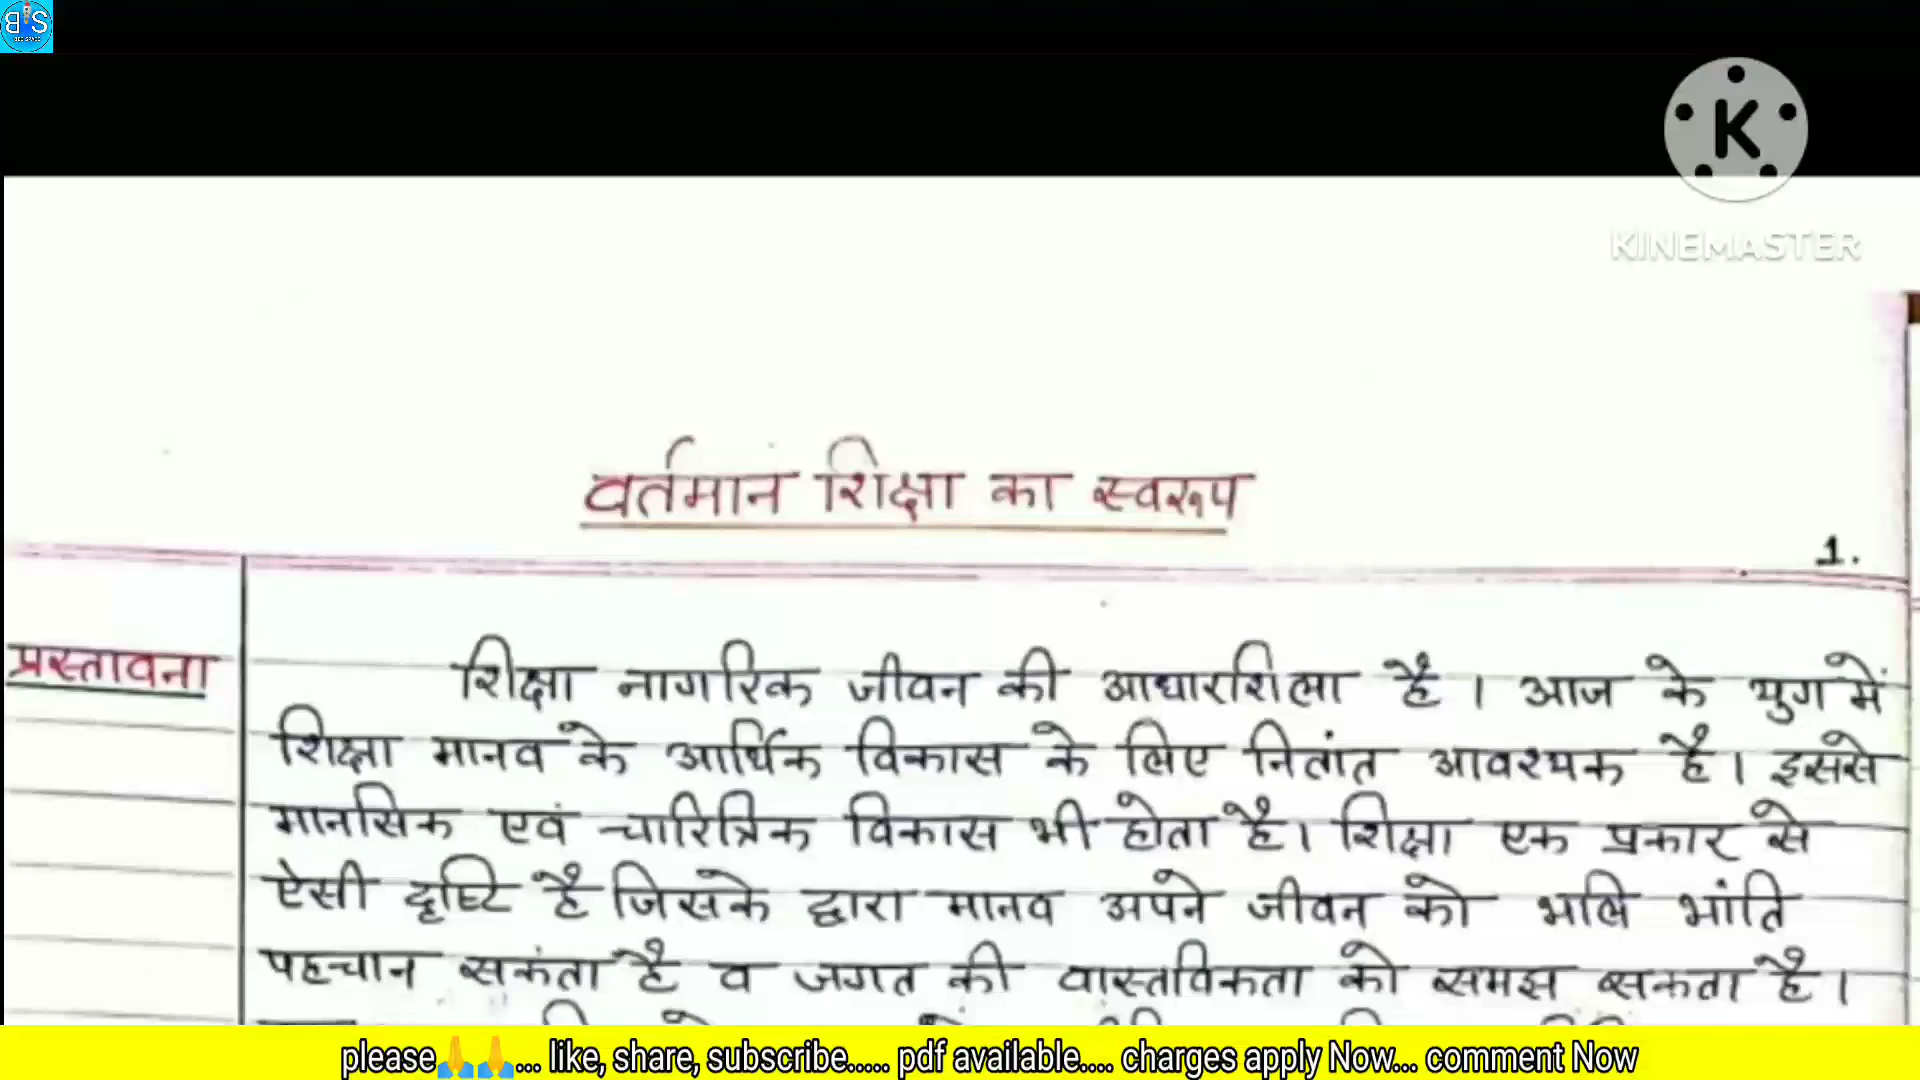 BS
K
KINEMASTER
वर्तमान शिक्षा का स्वरूप
1.
प्रस्तावना
शिक्षा नागरिक जीवन की आधारशिला है। आज के युग में
शिक्षा मानव के आर्थिक विकास के लिए नितांत आवश्यक है। इससे
मानसिक एवं चारित्रिक विकास भी होता है। शिक्षा एक प्रकार से
ऐसी दृष्टि है जिसके द्वारा मानव अपने जीवन को भलि भांति
पहचान सकंता है व जगत की वास्तविकता को समझ सकता है।
please🙏🙏... like, share, subscribe..... pdf available.... charges apply Now... comment Now